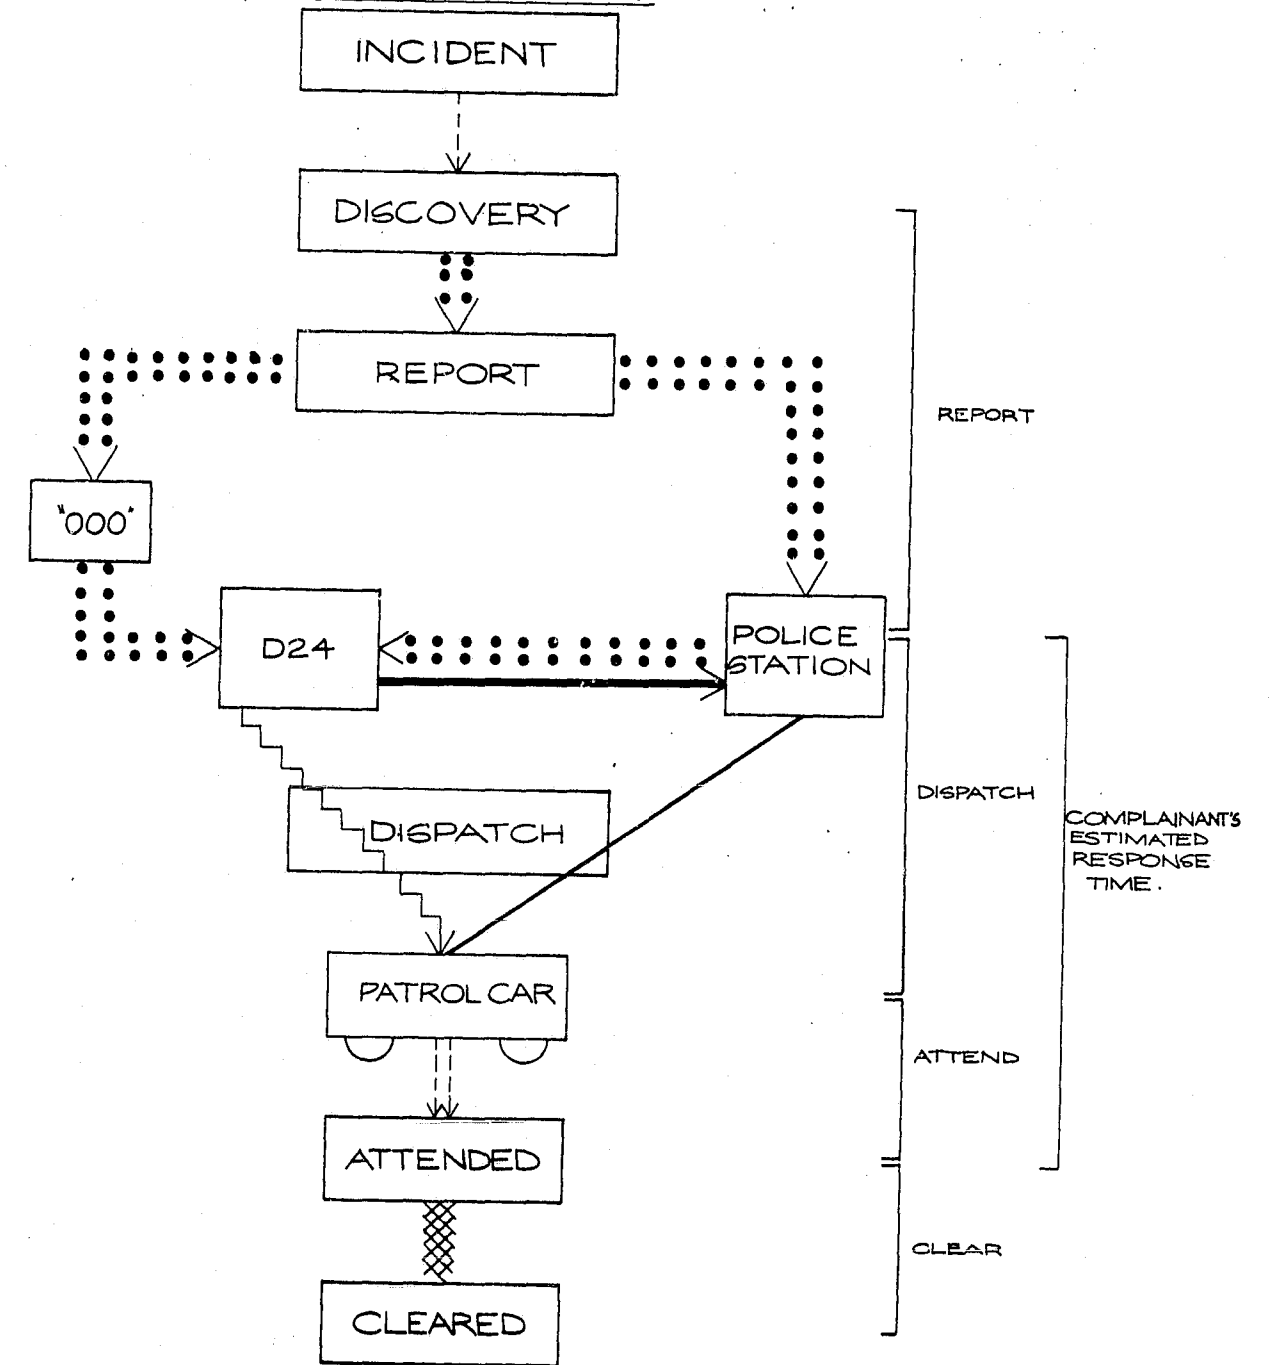 INCIDENT
DISCOVERY
REPORT
REPORT
"000"
D24
POLICE
STATION
DISPATCH
DISPATCH
COMPLAINANT'S
ESTIMATED
RESPONSE
TIME.
PATROL CAR
ATTEND
ATTENDED
CLEAR
CLEARED